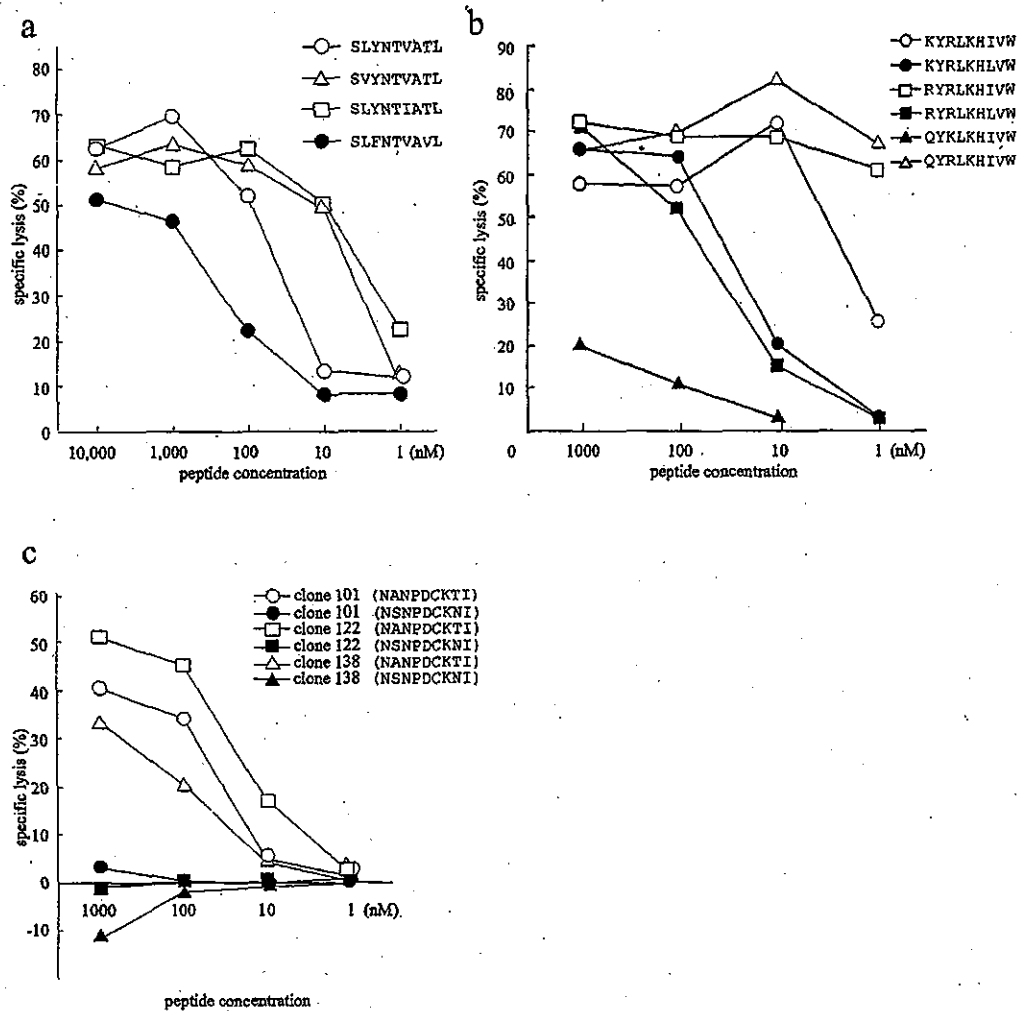 a
SLYNTVATL
SVYNTVATL
SLYNTIATL
SLFNTVAVL
80
70
60
50
40
30
20
10
0
specific lysis (%)
10,000 1,000 100 10 1 (nM)
peptide concentration
b
KYRLKHIVW
KYRLKHLVW
RYRLKHIVW
RYRLKHLVW
QYKLKHIVW
QYRLKHIVW
90
80
70
60
50
40
30
20
10
0
specific lysis (%)
1000 100 10 1 (nM)
peptide concentration
c
clone 101 (NANPDCKTI)
clone 101 (NSNPDCKNI)
clone 122 (NANPDCKTI)
clone 122 (NSNPDCKNI)
clone 138 (NANPDCKTI)
clone 138 (NSNPDCKNI)
60
50
40
30
20
10
0
-10
specific lysis (%)
1000 100 10 1 (nM)
peptide concentration